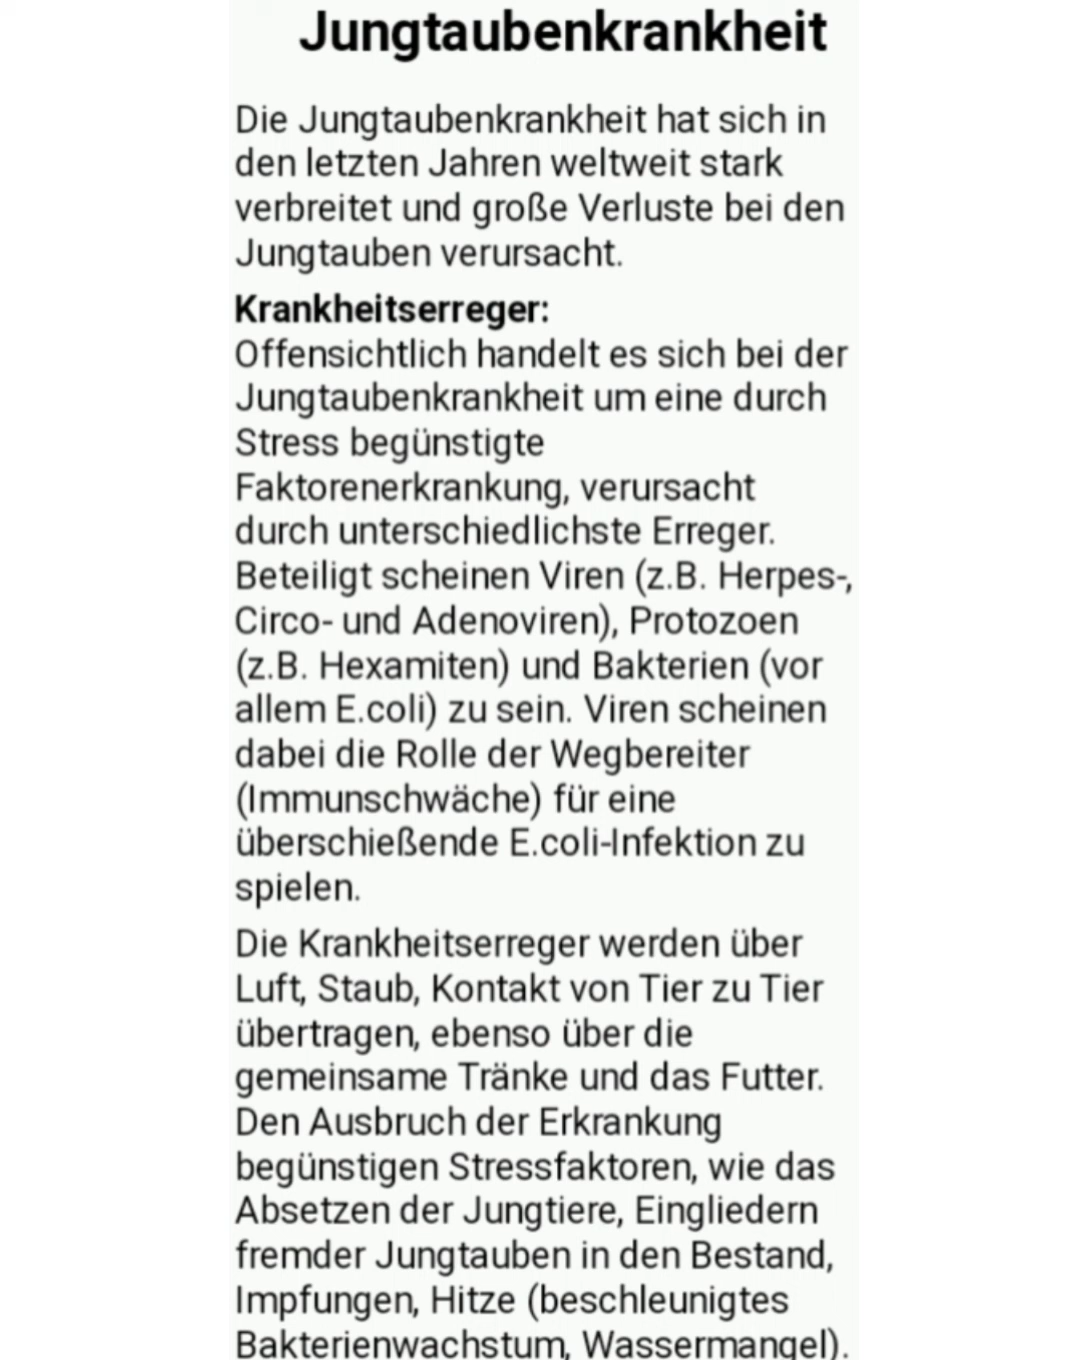 Jungtaubenkrankheit
Die Jungtaubenkrankheit hat sich in
den letzten Jahren weltweit stark
verbreitet und große Verluste bei den
Jungtauben verursacht.
Krankheitserreger:
Offensichtlich handelt es sich bei der
Jungtaubenkrankheit um eine durch
Stress begünstigte
Faktorenerkrankung, verursacht
durch unterschiedlichste Erreger.
Beteiligt scheinen Viren (z.B. Herpes-,
Circo- und Adenoviren), Protozoen
(z.B. Hexamiten) und Bakterien (vor
allem E.coli) zu sein. Viren scheinen
dabei die Rolle der Wegbereiter
(Immunschwäche) für eine
überschießende E.coli-Infektion zu
spielen.
Die Krankheitserreger werden über
Luft, Staub, Kontakt von Tier zu Tier
übertragen, ebenso über die
gemeinsame Tränke und das Futter.
Den Ausbruch der Erkrankung
begünstigen Stressfaktoren, wie das
Absetzen der Jungtiere, Eingliedern
fremder Jungtauben in den Bestand,
Impfungen, Hitze (beschleunigtes
Bakterienwachstum, Wassermangel).